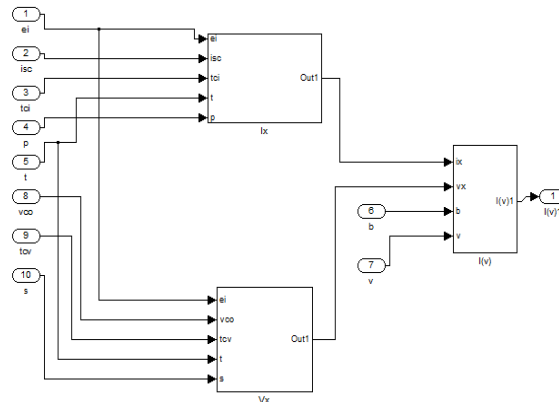 1
ei
2
isc
3
tci
4
p
5
t
8
vco
9
tcv
10
s
ei
isc
tci
t
p
Out1
Ix
ei
vco
tcv
t
s
Out1
Vx
6
b
7
v
ix
vx
b
v
I(v)1
I(v)
1
I(v)1